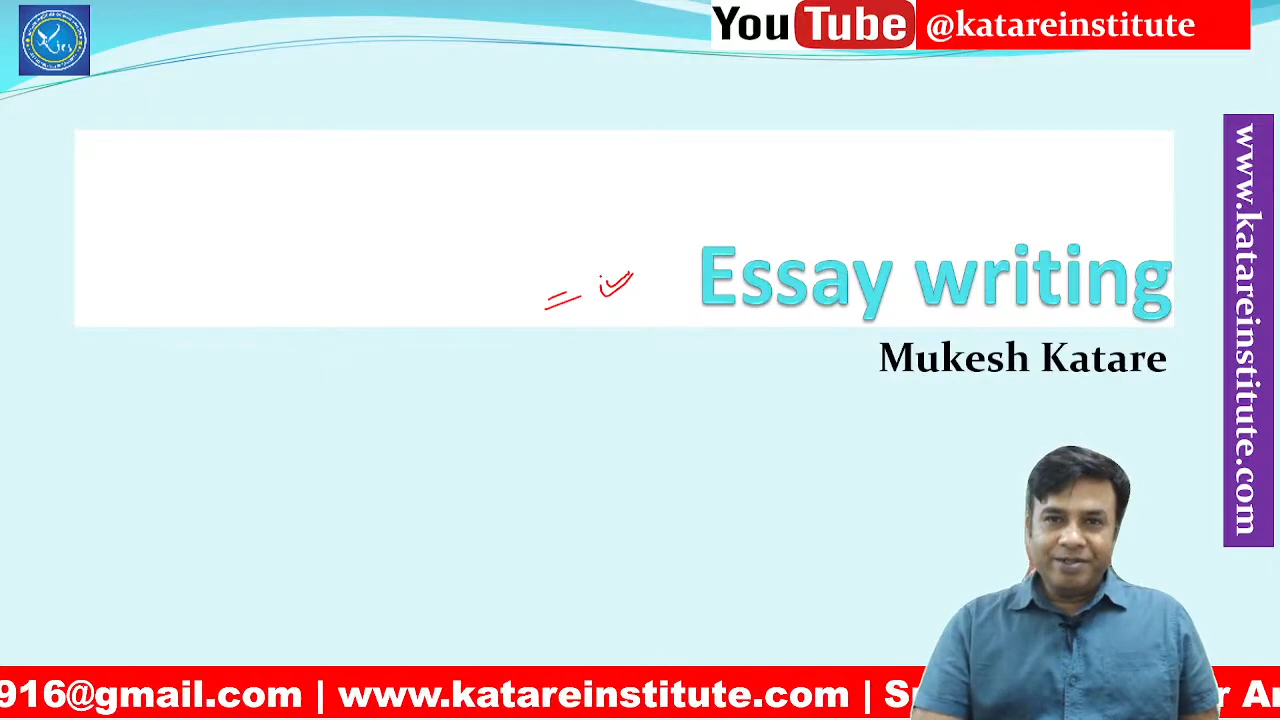 YouTube @katareinstitute
www.katareinstitute.com
Essay writing
Mukesh Katare
916@gmail.com | www.katareinstitute.com |